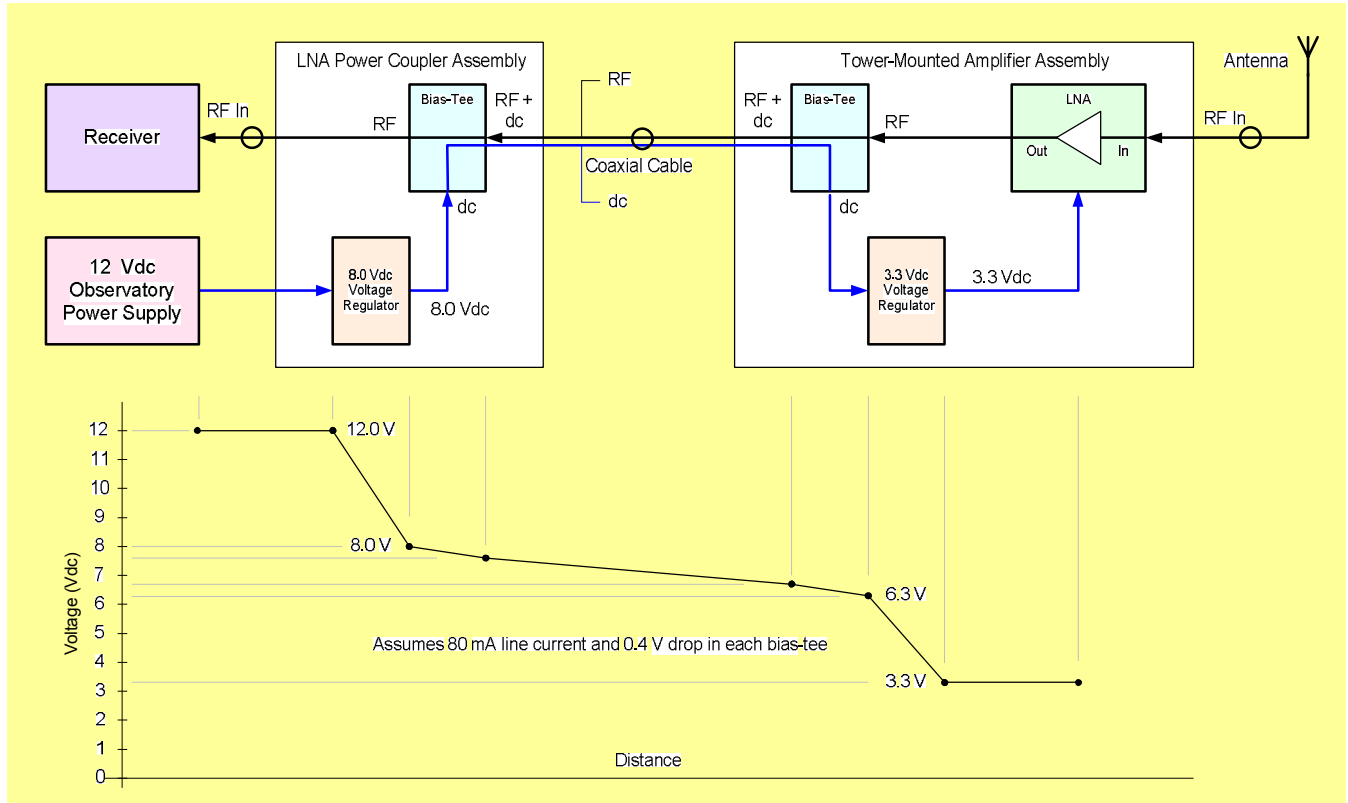 LNA Power Coupler Assembly
Tower-Mounted Amplifier Assembly
Antenna
Receiver
RF In
RF
Bias-Tee
RF +
dc
RF
Coaxial Cable
dc
RF +
dc
Bias-Tee
RF
LNA
Out
In
RF In
dc
dc
12 Vdc
Observatory
Power Supply
8.0 Vdc
Voltage
Regulator
8.0 Vdc
3.3 Vdc
Voltage
Regulator
3.3 Vdc
Voltage (Vdc)
12
11
10
9
8
7
6
5
4
3
2
1
0
12.0 V
8.0 V
6.3 V
3.3 V
Assumes 80 mA line current and 0.4 V drop in each bias-tee
Distance